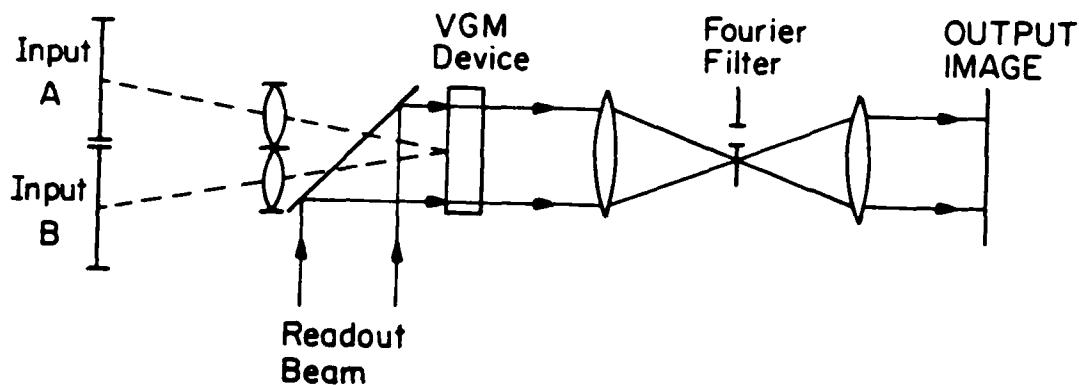 Input
A
Input
B
VGM
Device
Fourier
Filter
OUTPUT
IMAGE
Readout
Beam